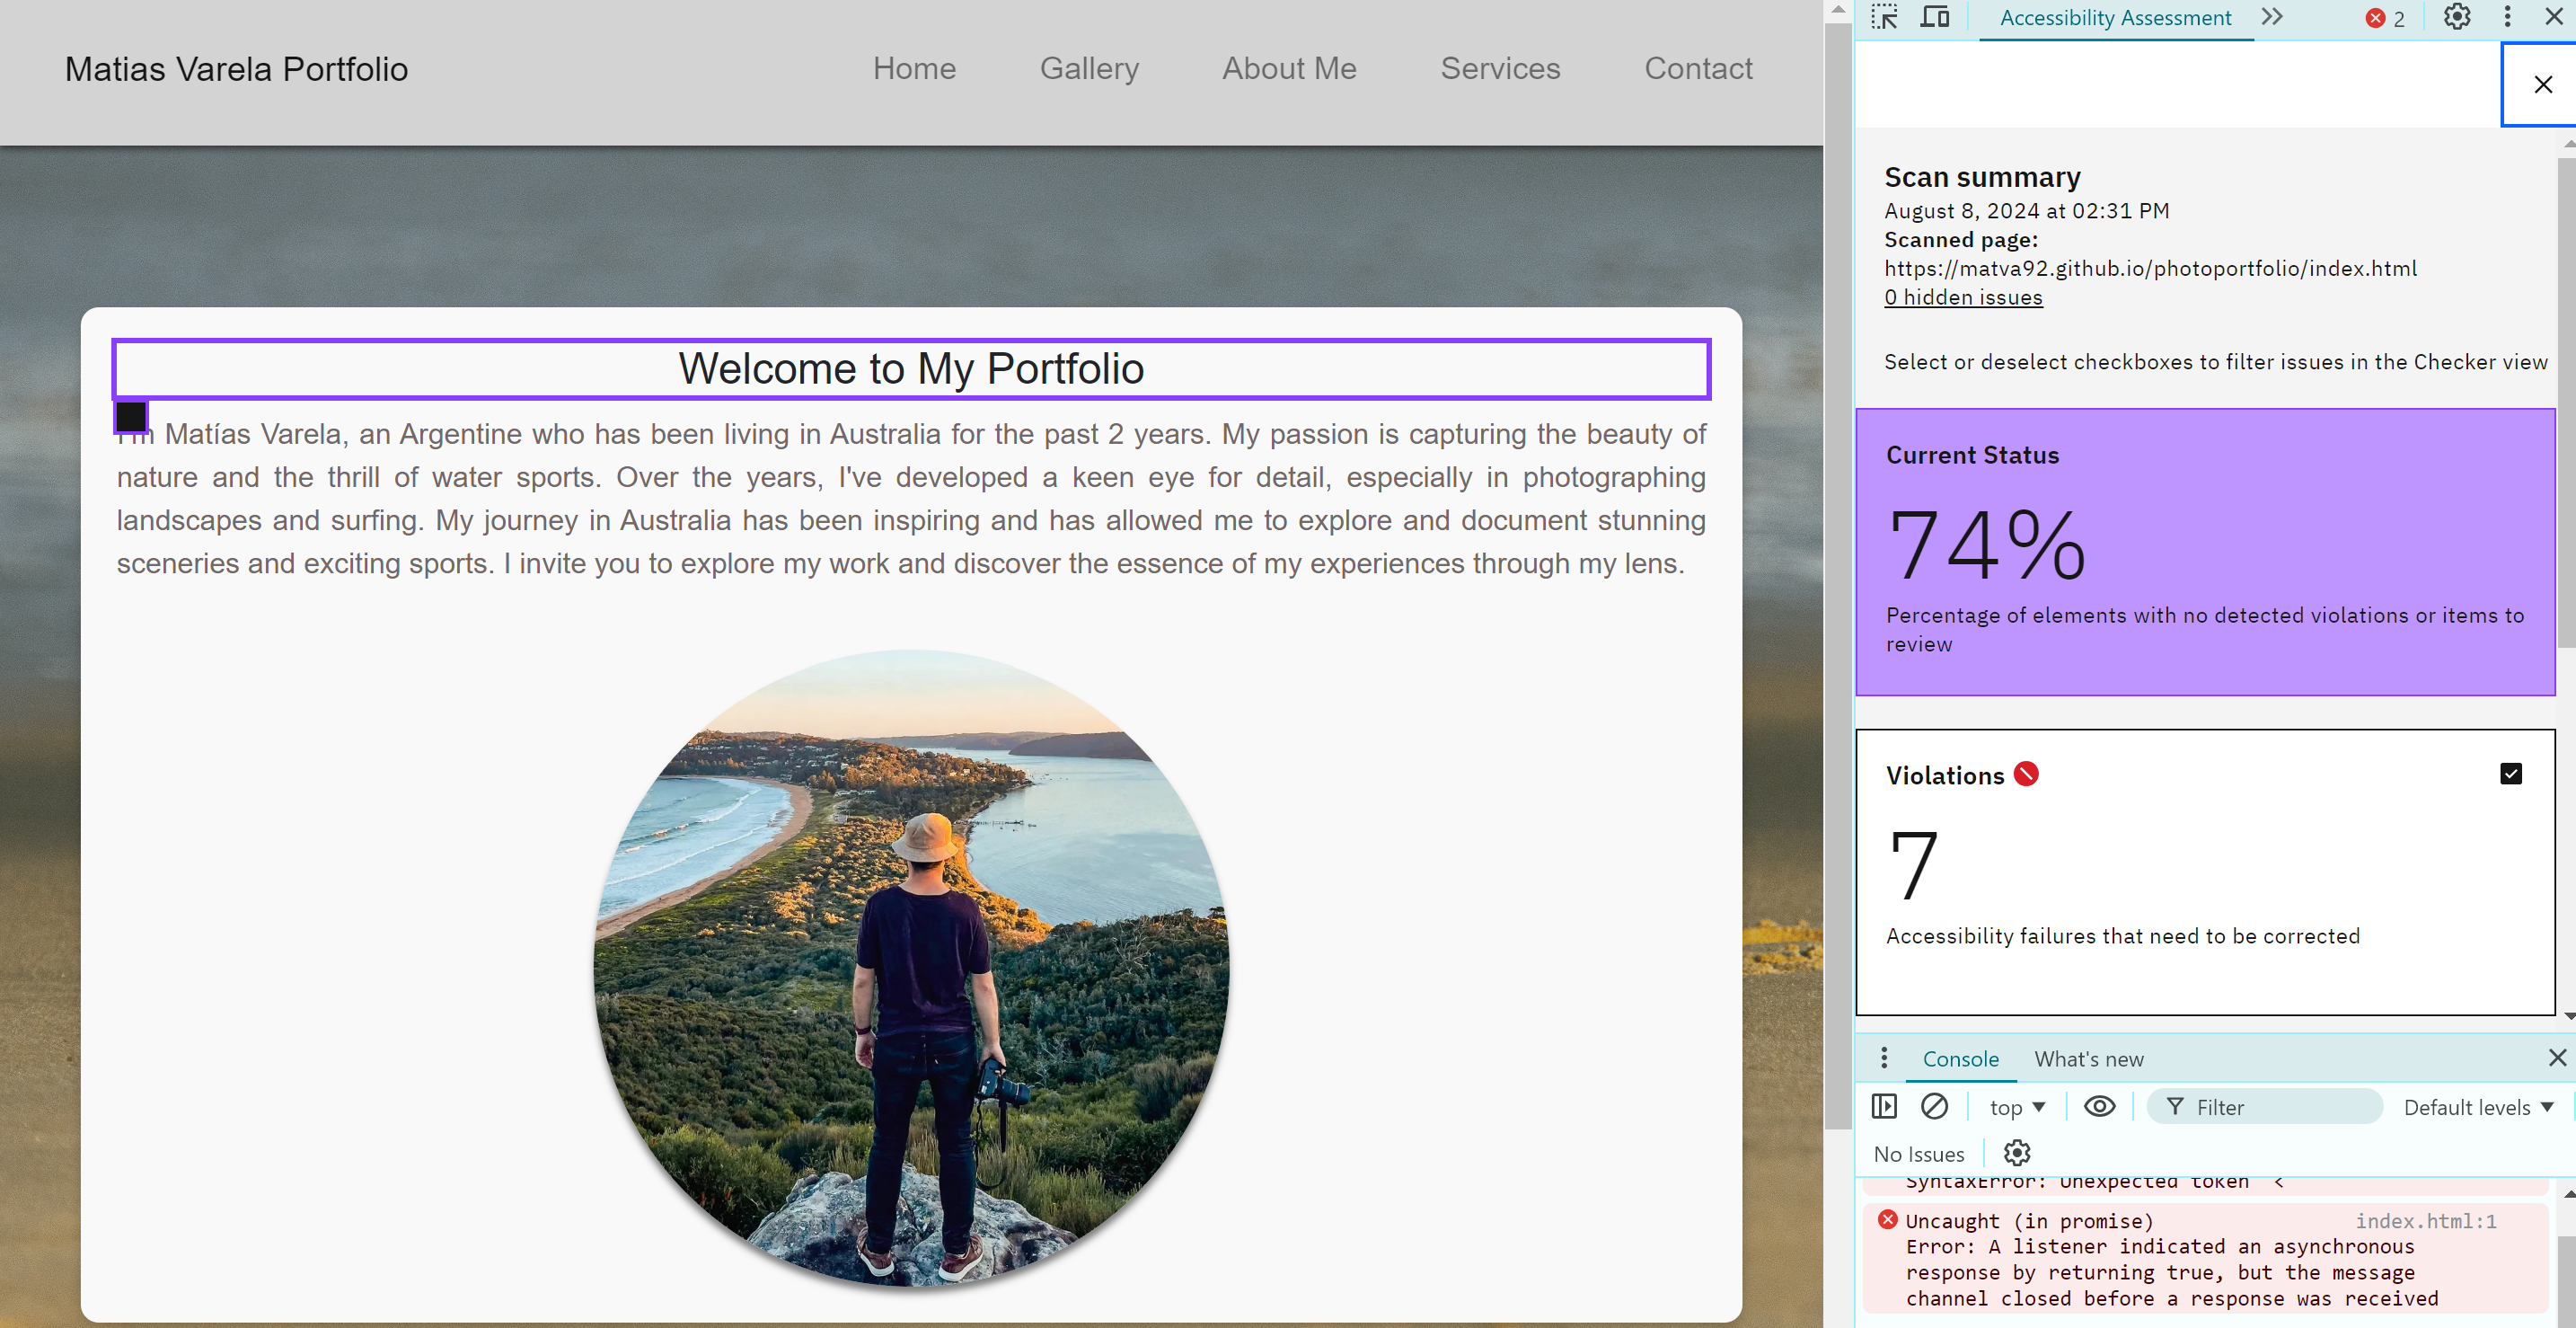 Matias Varela Portfolio
Home
Gallery
About Me
Services
Contact
Welcome to My Portfolio
I'm Matías Varela, an Argentine who has been living in Australia for the past 2 years. My passion is capturing the beauty of
nature and the thrill of water sports. Over the years, I've developed a keen eye for detail, especially in photographing
landscapes and surfing. My journey in Australia has been inspiring and has allowed me to explore and document stunning
sceneries and exciting sports. I invite you to explore my work and discover the essence of my experiences through my lens.
Accessibility Assessment
2
Scan summary
August 8, 2024 at 02:31 PM
Scanned page:
https://matva92.github.io/photoportfolio/index.html
0 hidden issues
Select or deselect checkboxes to filter issues in the Checker view
Current Status
74%
Percentage of elements with no detected violations or items to
review
Violations
7
Accessibility failures that need to be corrected
Console
What's new
top
Filter
Default levels
No Issues
SyntaxError: Unexpected token '<'
Uncaught (in promise)
index.html:1
Error: A listener indicated an asynchronous
response by returning true, but the message
channel closed before a response was received